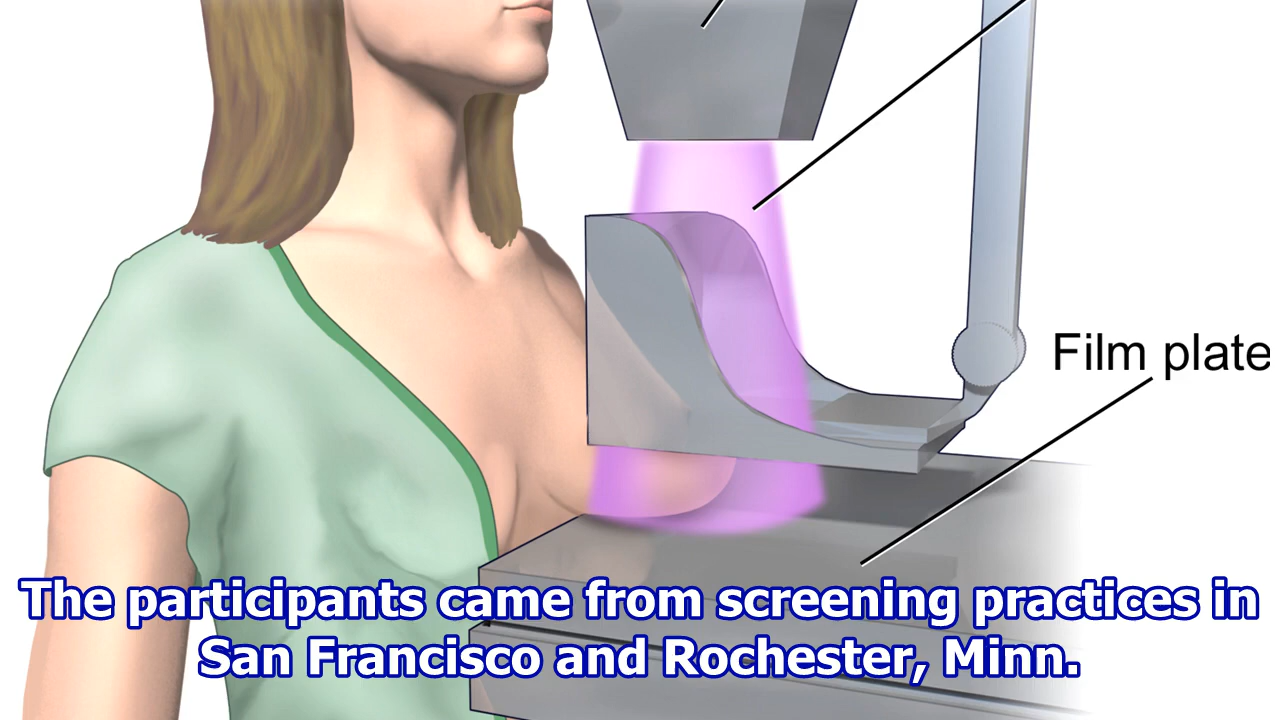 Film plate
The participants came from screening practices in
San Francisco and Rochester, Minn.